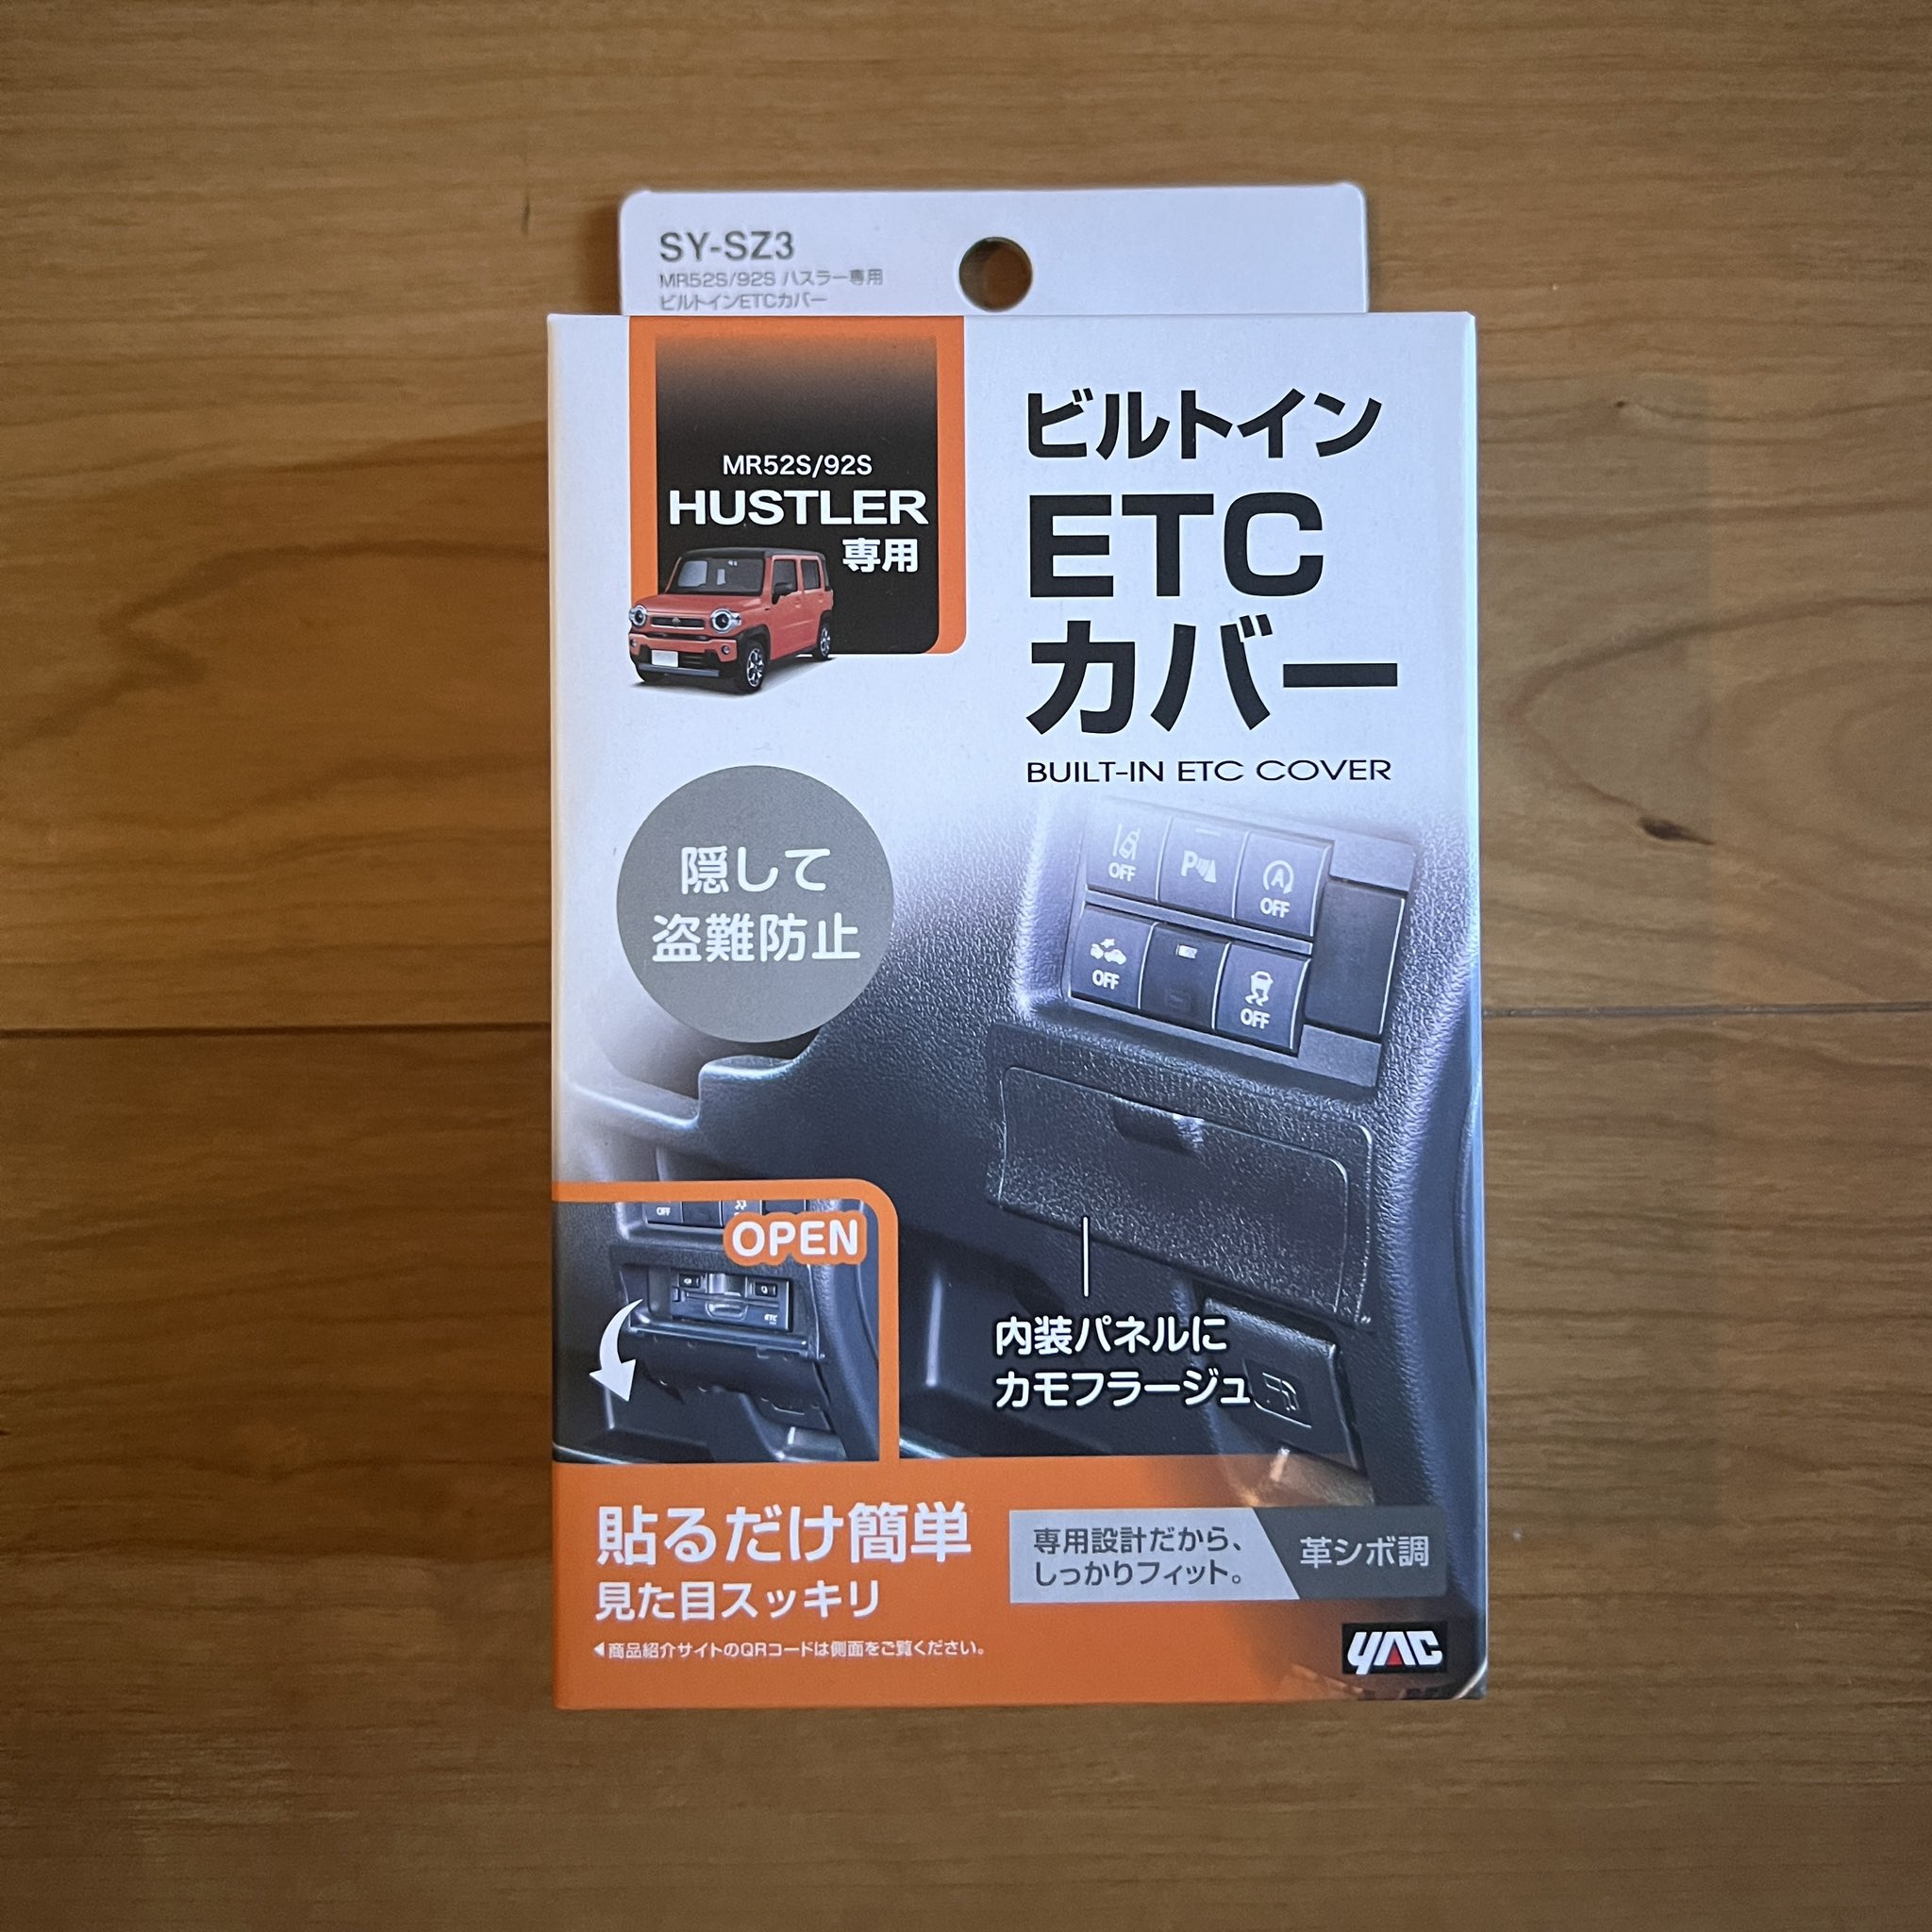 SY-SZ3
MR52S/92S ハスラー専用
ビルトインETCカバー
MR52S/92S
HUSTLER
専用
ビルトイン
ETC
カバー
BUILT-IN ETC COVER
隠して
盗難防止
OFF
P
A
OFF
OFF
OFF
OFF
OPEN
ETC
内装パネルに
カモフラージュ
貼るだけ簡単
見た目スッキリ
◀商品紹介サイトのQRコードは側面をご覧ください。
専用設計だから、
しっかりフィット。
革シボ調
YAC